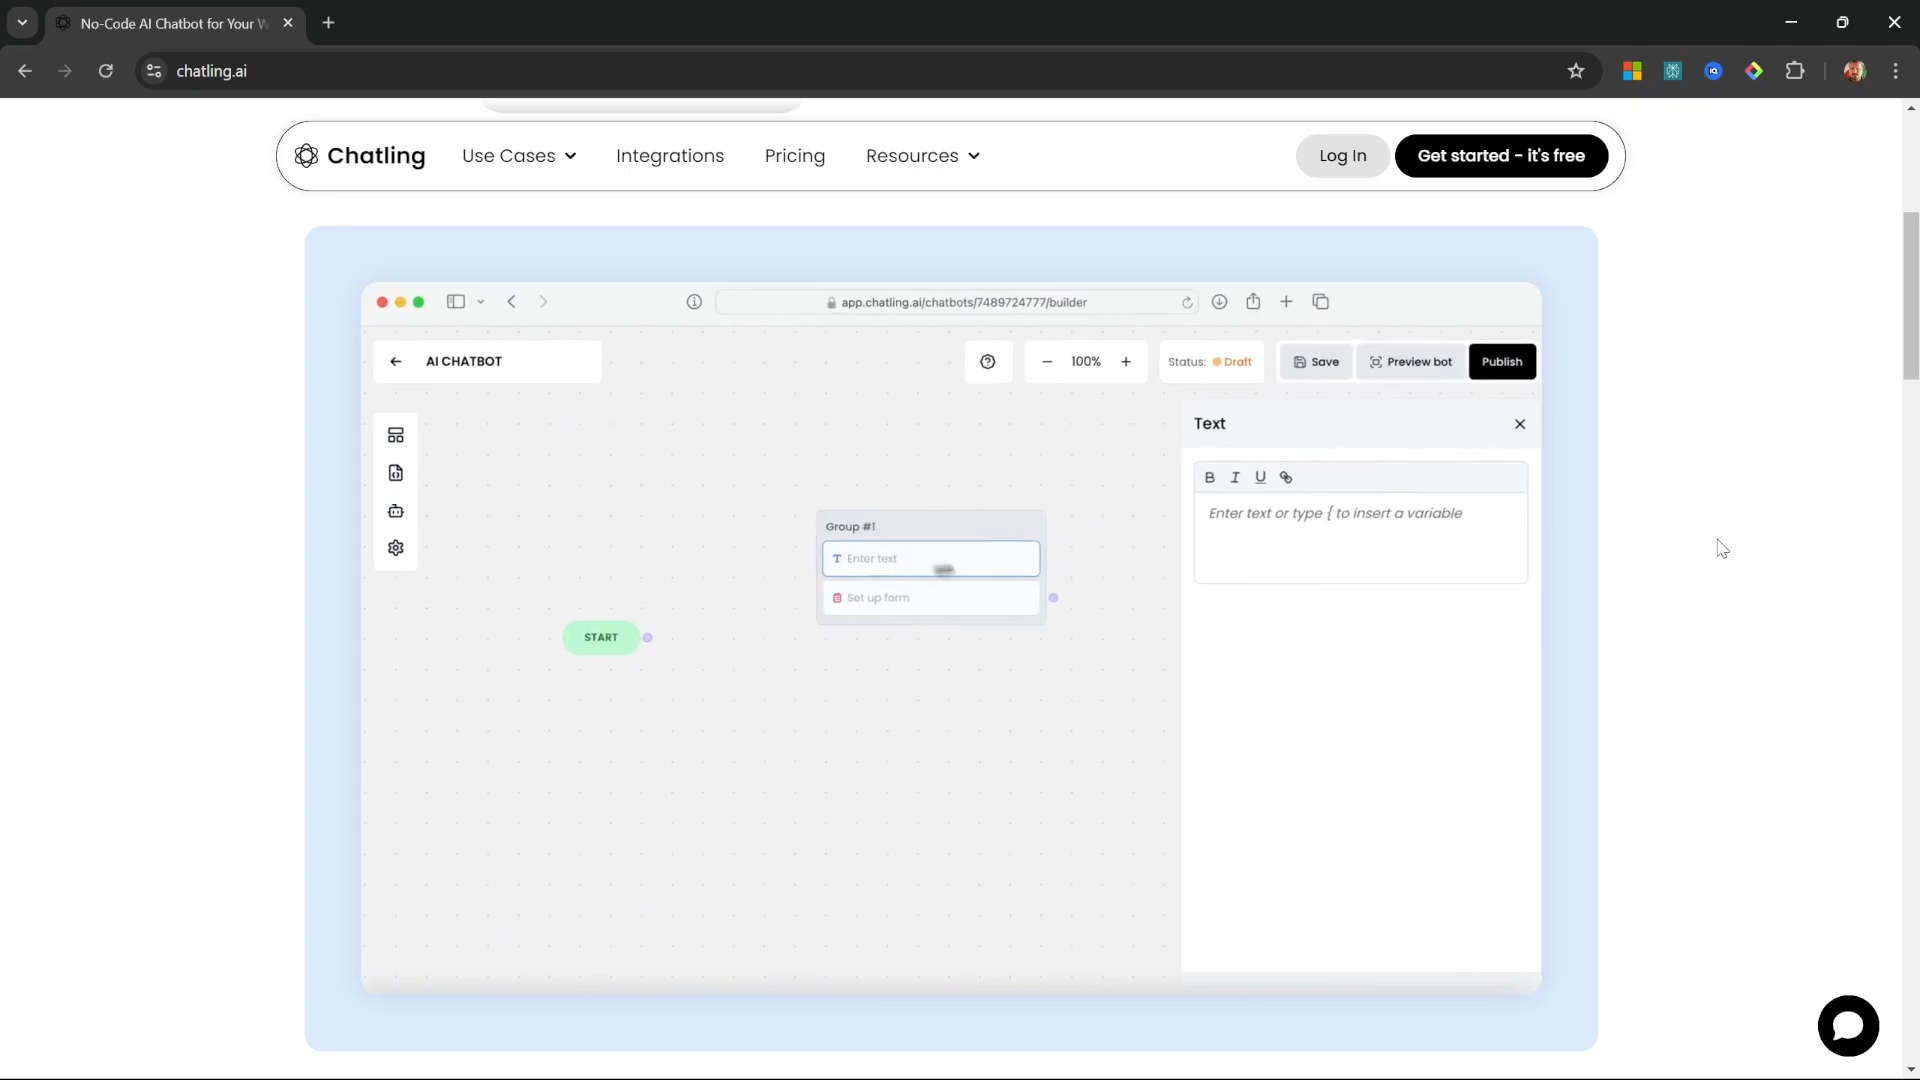 No-Code AI Chatbot for Your W
chatling.ai
Chatling
Use Cases
Integrations
Pricing
Resources
Log In
Get started - it's free
app.chatling.ai/chatbots/7489724777/builder
AI CHATBOT
100%
Status: Draft
Save
Preview bot
Publish
Text
B I U
Enter text or type { to insert a variable
Group #1
Enter text
Set up form
START